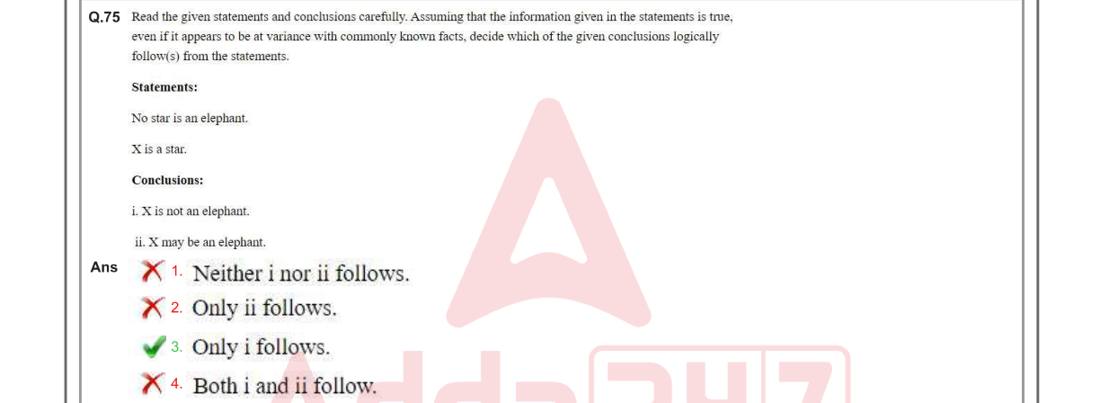 Q.75 Read the given statements and conclusions carefully. Assuming that the information given in the statements is true,
even if it appears to be at variance with commonly known facts, decide which of the given conclusions logically
follow(s) from the statements.
Statements:
No star is an elephant.
X is a star.
Conclusions:
i. X is not an elephant.
ii. X may be an elephant.
Ans 1. Neither i nor ii follows.
2. Only ii follows.
3. Only i follows.
4. Both i and ii follow.
Adda247